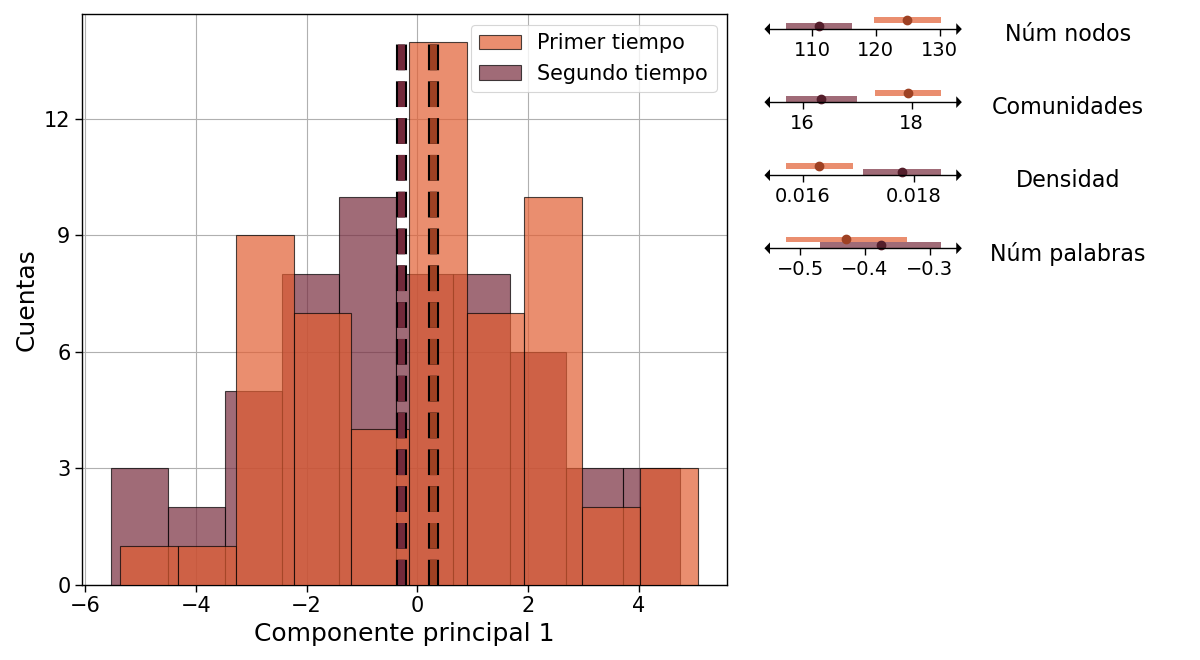 Primer tiempo
Segundo tiempo
12
9
6
3
0
−6 −4 −2 0 2 4
Cuentas
Componente principal 1
110 120 130
Núm nodos
16 18
Comunidades
0.016 0.018
Densidad
−0.5 −0.4 −0.3
Núm palabras